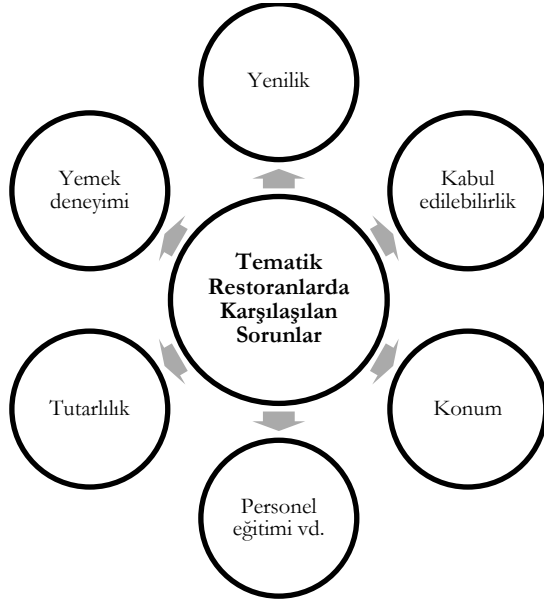 Yenilik
Yemek
deneyimi
Kabul
edilebilirlik
Tematik
Restoranlarda
Karşılaşılan
Sorunlar
Tutarlılık
Konum
Personel
eğitimi vd.